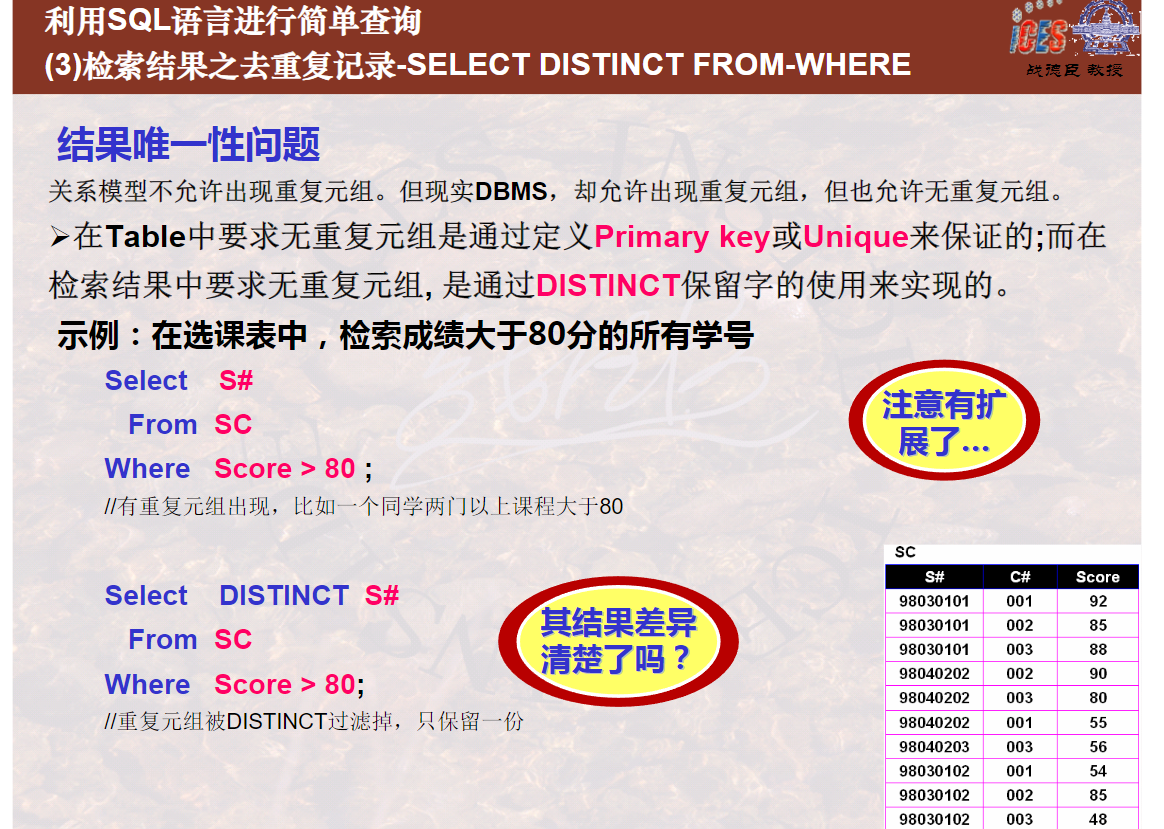 利用SQL语言进行简单查询
(3)检索结果之去重复记录-SELECT DISTINCT FROM-WHERE
iCES
战德臣 教授
结果唯一性问题
关系模型不允许出现重复元组。但现实DBMS，却允许出现重复元组，但也允许无重复元组。
➢在Table中要求无重复元组是通过定义Primary key或Unique来保证的;而在
检索结果中要求无重复元组, 是通过DISTINCT保留字的使用来实现的。
示例：在选课表中，检索成绩大于80分的所有学号
Select S#
From SC
Where Score > 80 ;
//有重复元组出现，比如一个同学两门以上课程大于80
注意有扩
展了...
Select DISTINCT S#
From SC
Where Score > 80;
//重复元组被DISTINCT过滤掉，只保留一份
其结果差异
清楚了吗？
SC
S# C# Score
98030101 001 92
98030101 002 85
98030101 003 88
98040202 002 90
98040202 003 80
98040202 001 55
98040203 003 56
98030102 001 54
98030102 002 85
98030102 003 48